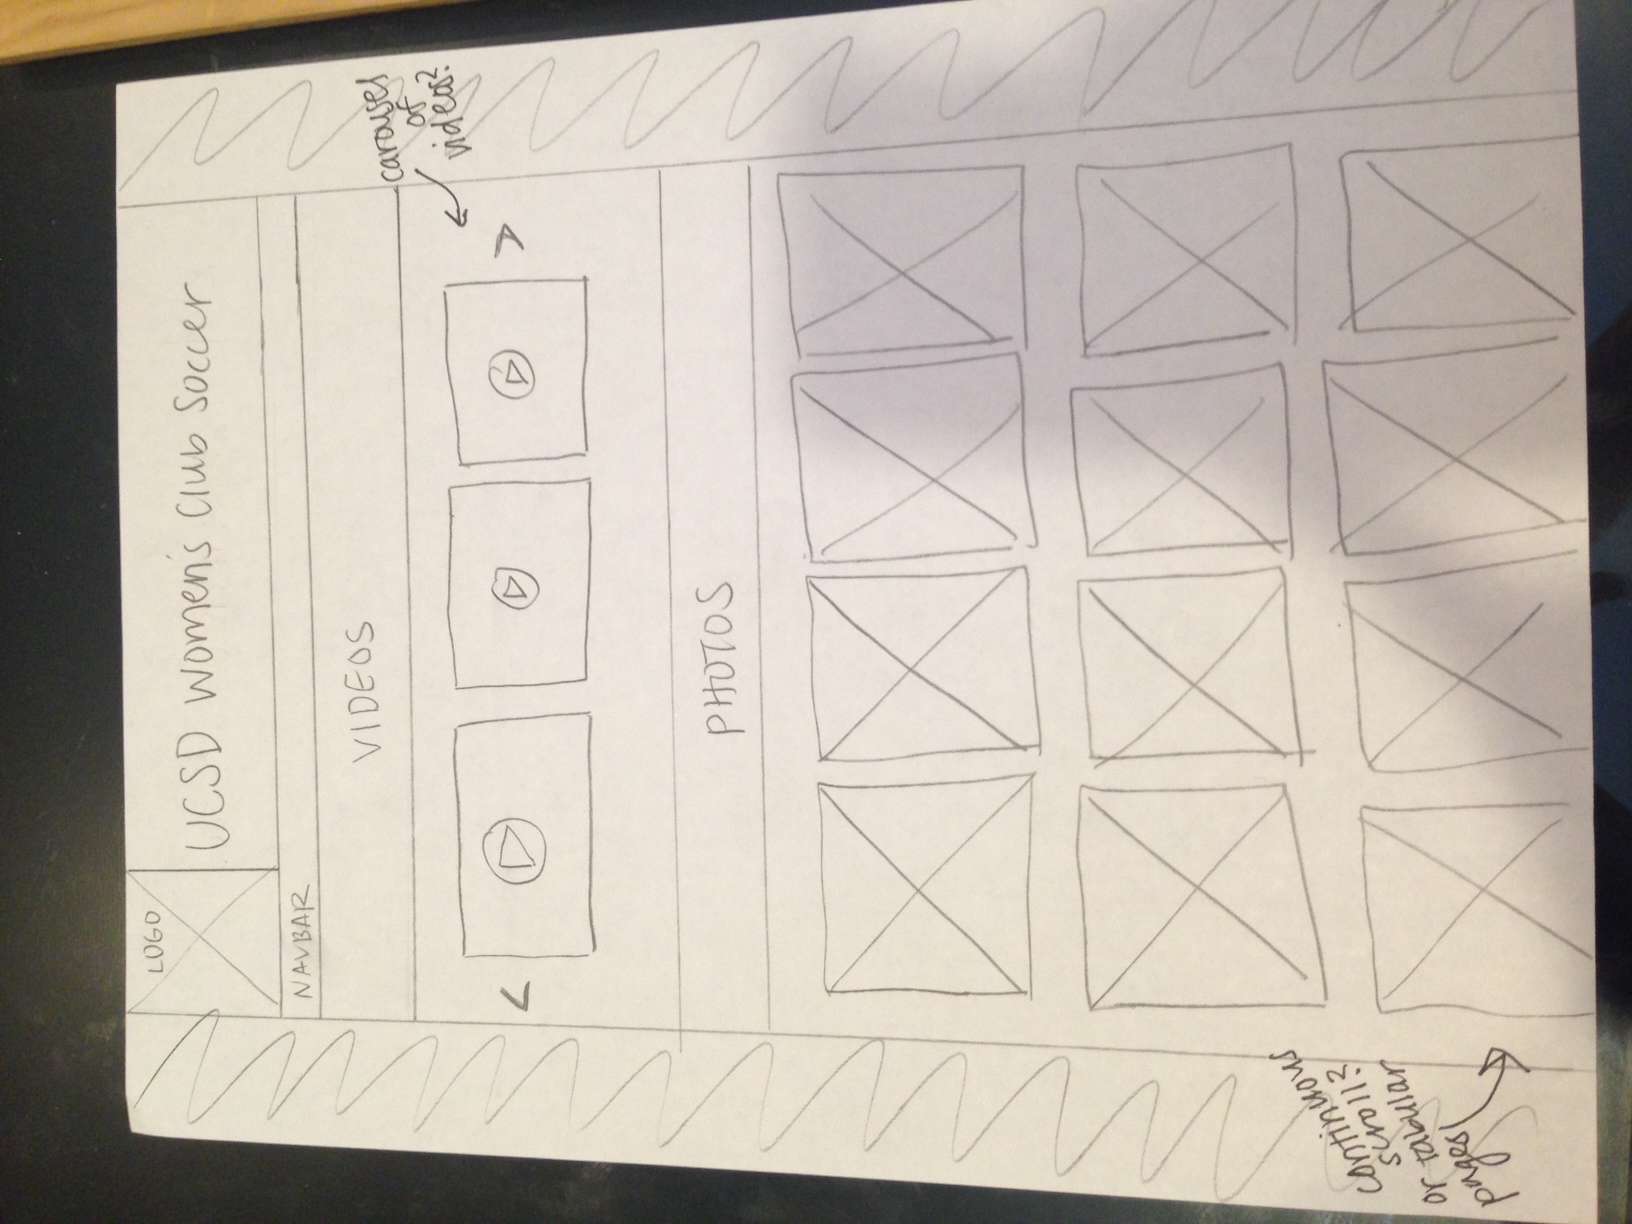 LOGO
UCSD Women's Club Soccer
NAVBAR
VIDEOS
carousel
of
videos?
PHOTOS
continuous
scroll?
or tabular
pages